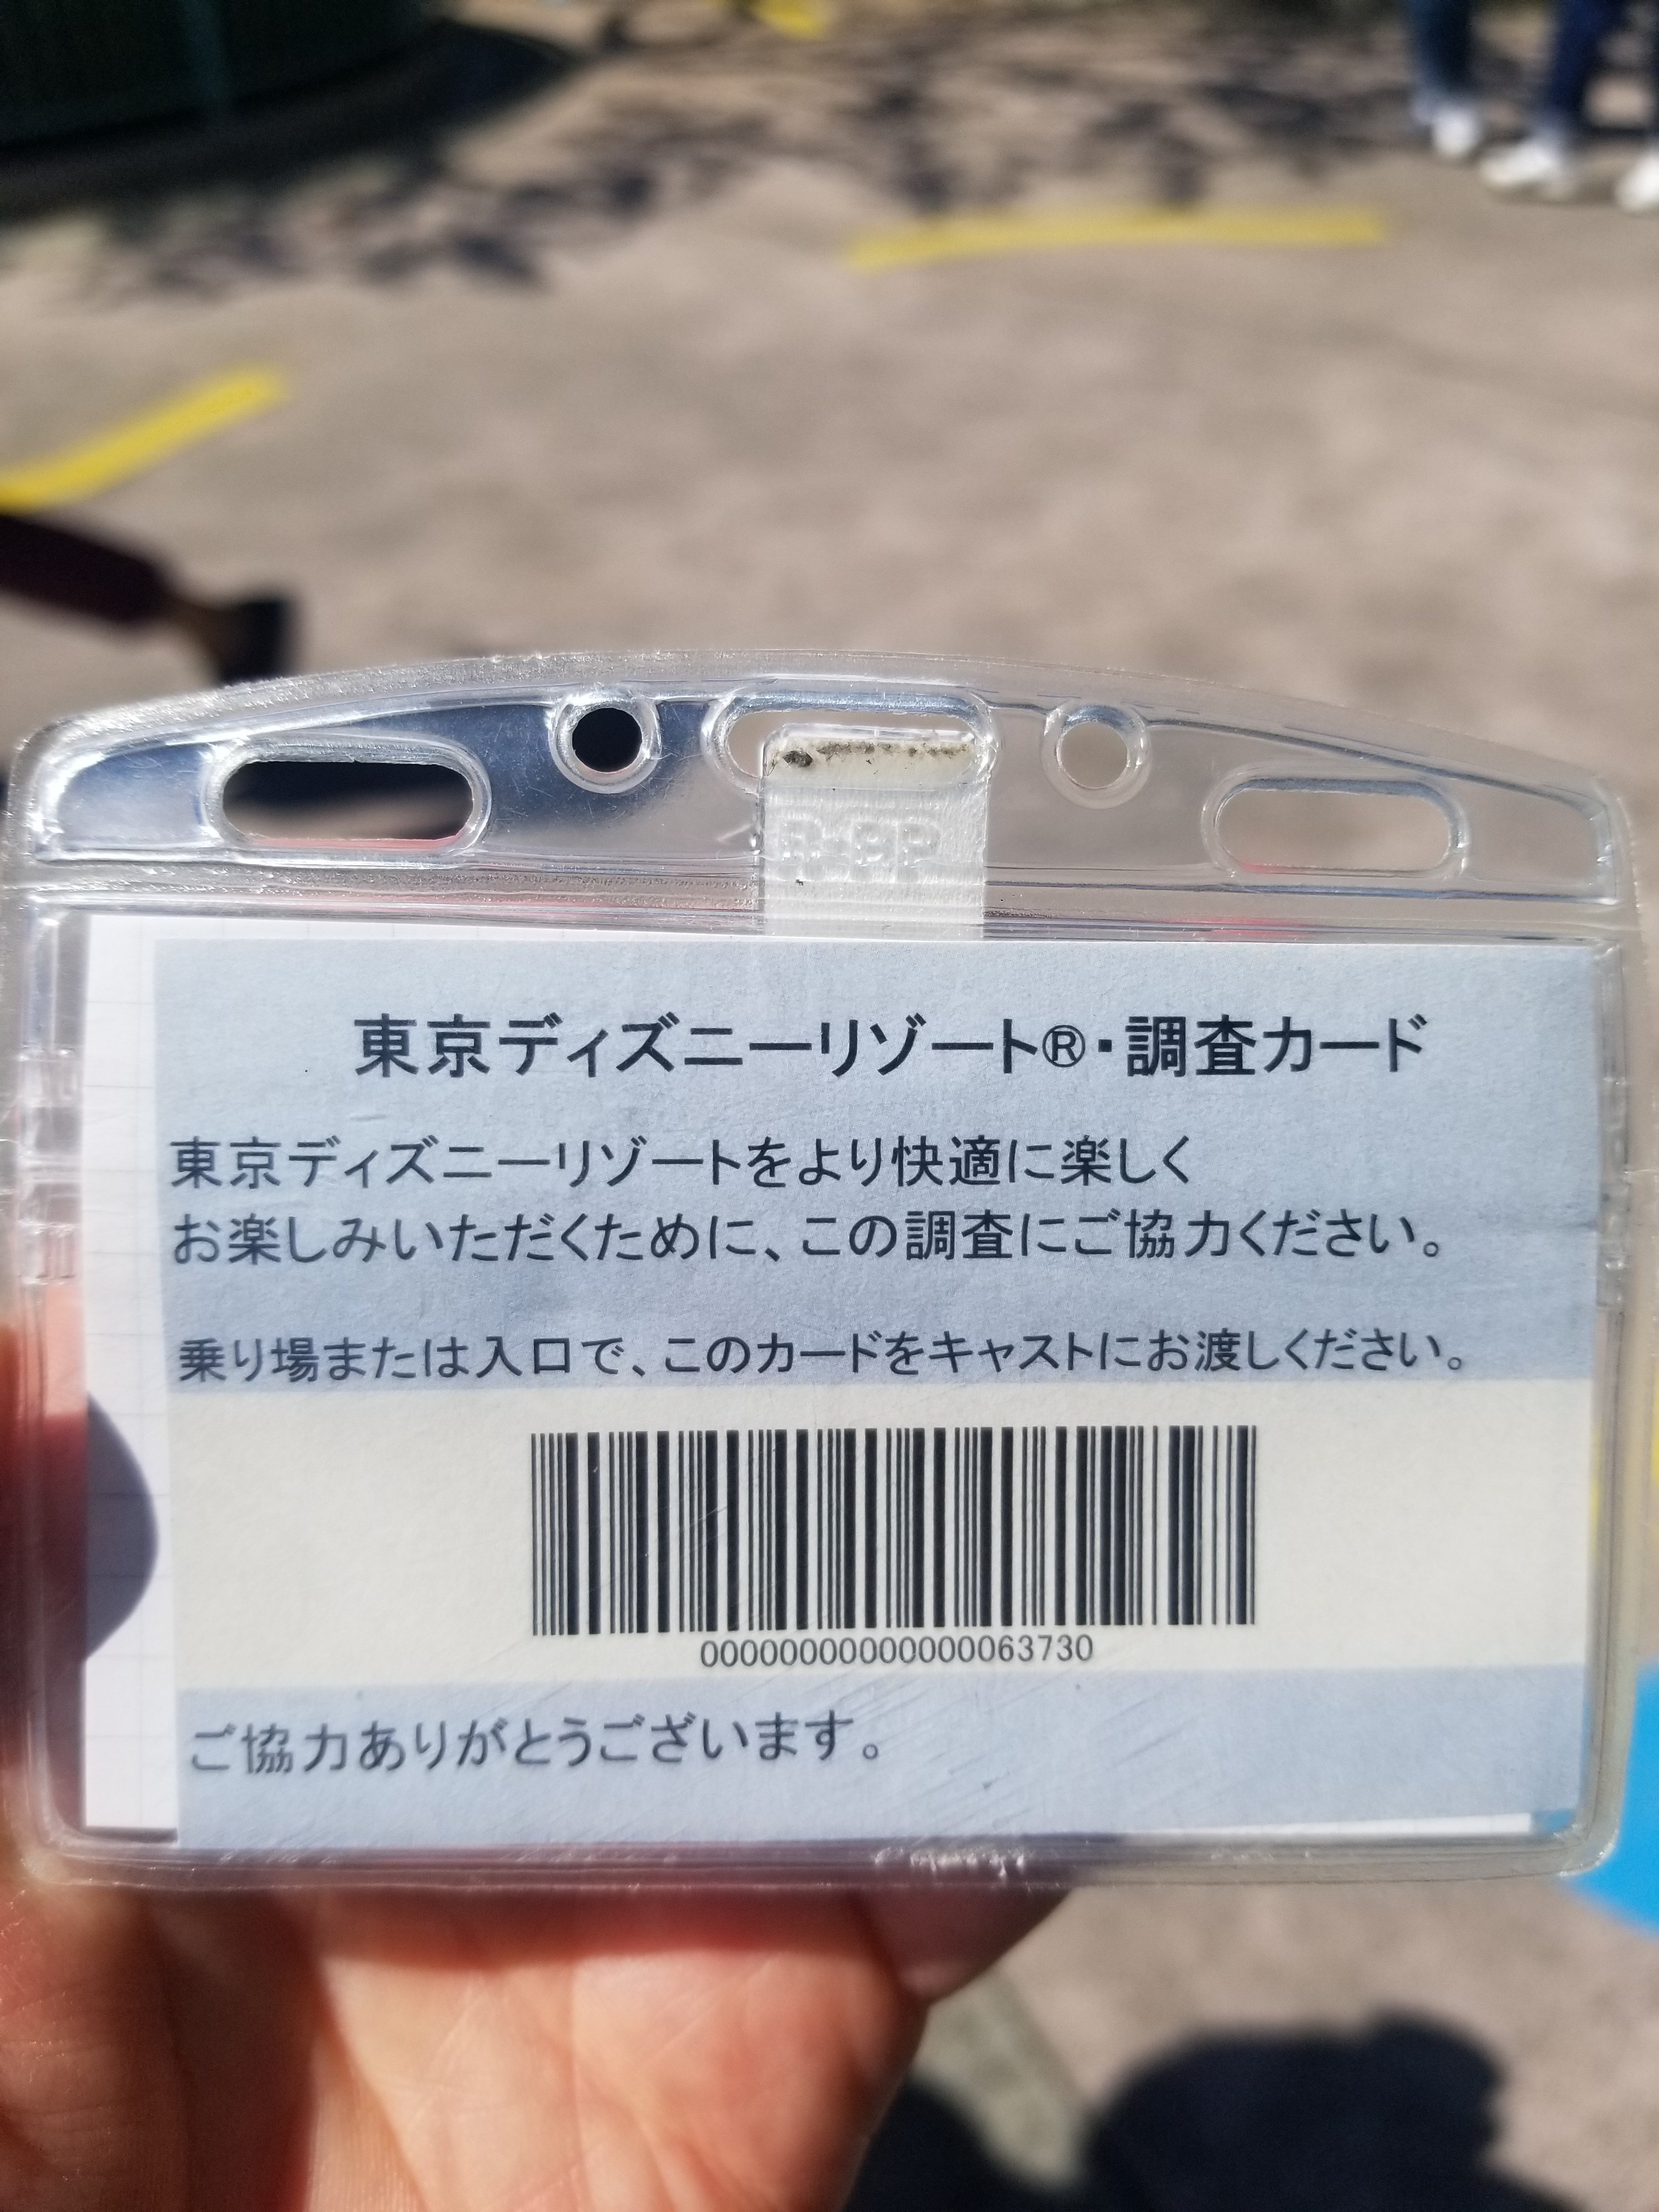 東京ディズニーリゾート®・調査カード
東京ディズニーリゾートをより快適に楽しく
お楽しみいただくために、この調査にご協力ください。
乗り場または入口で、このカードをキャストにお渡しください。
00000000000000063730
ご協力ありがとうございます。